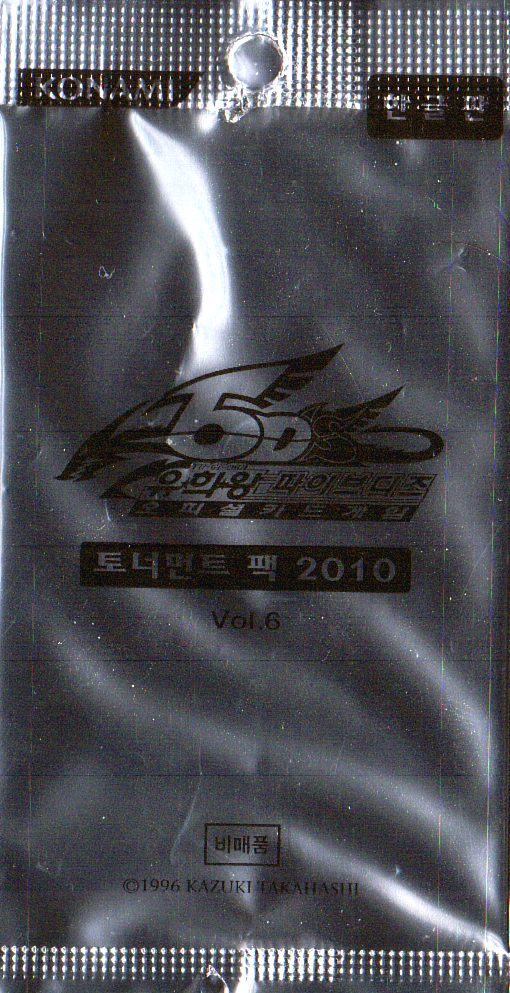 KONAMI
한글판
5D's
유희왕 파이브디즈
오피셜카드게임
토너먼트 팩 2010
Vol.6
비매품
©1996 KAZUKI TAKAHASHI